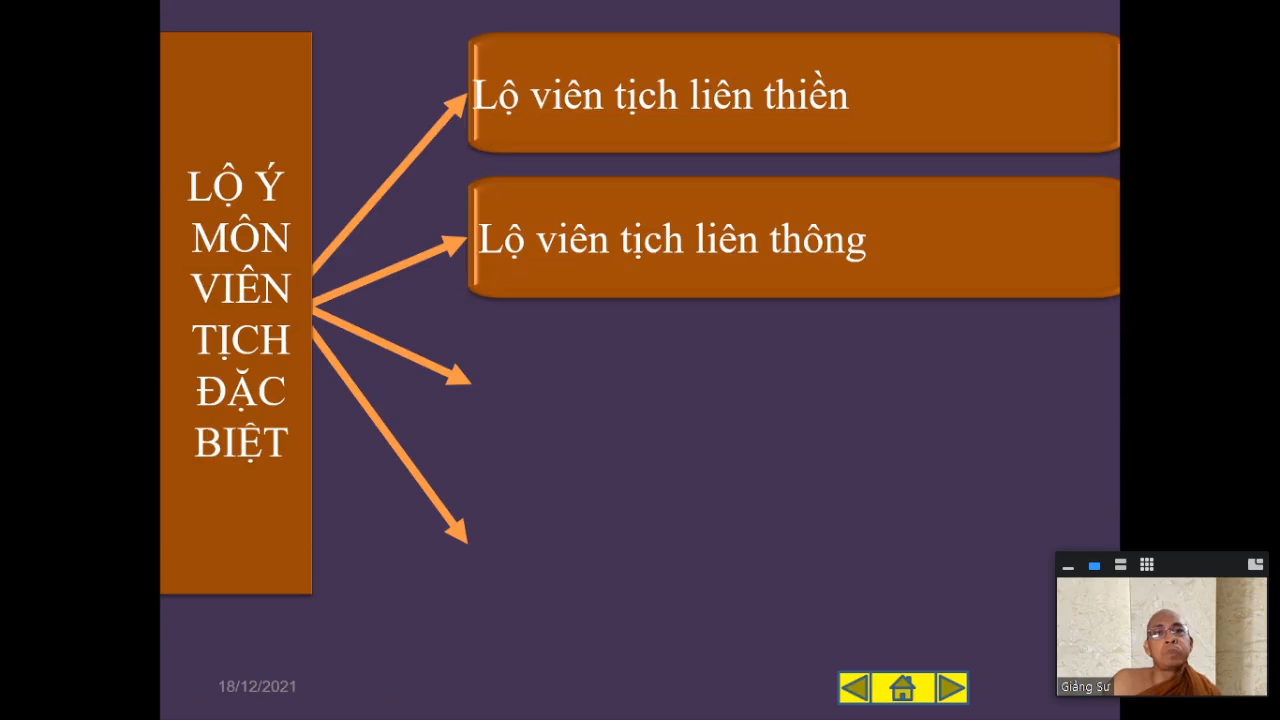 LỘ Ý
MÔN
VIÊN
TỊCH
ĐẶC
BIỆT
Lộ viên tịch liên thiền
Lộ viên tịch liên thông
18/12/2021
Giảng Sư